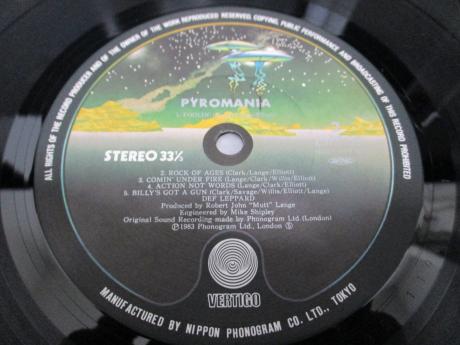 ALL RIGHTS OF THE RECORD PRODUCER AND OF THE OWNER OF THE WORK REPRODUCED RESERVED. COPYING, PUBLIC PERFORMANCE AND BROADCASTING OF THIS RECORD PROHIBITED
PYROMANIA
1. FOOLIN'
STEREO 33⅓
2. ROCK OF AGES (Clark/Lange/Elliott)
3. COMIN' UNDER FIRE (Lange/Clark/Willis/Elliott)
4. ACTION NOT WORDS (Lange/Clark/Elliott)
5. BILLY'S GOT A GUN (Clark/Savage/Willis/Elliott/Lange)
DEF LEPPARD
Produced by Robert John "Mutt" Lange
Engineered by Mike Shipley
Original Sound Recording made by Phonogram Ltd.(London)
Ⓟ1983 Phonogram Ltd., London Ⓢ
VERTIGO
MANUFACTURED BY NIPPON PHONOGRAM CO. LTD., TOKYO